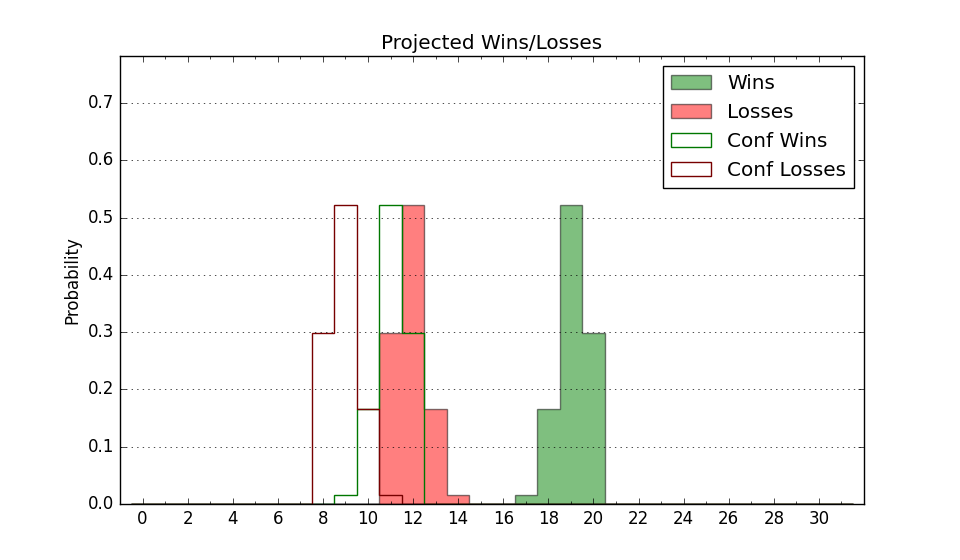 Projected Wins/Losses
Wins
Losses
Conf Wins
Conf Losses
Probability
0.7
0.6
0.5
0.4
0.3
0.2
0.1
0.0
0 2 4 6 8 10 12 14 16 18 20 22 24 26 28 30